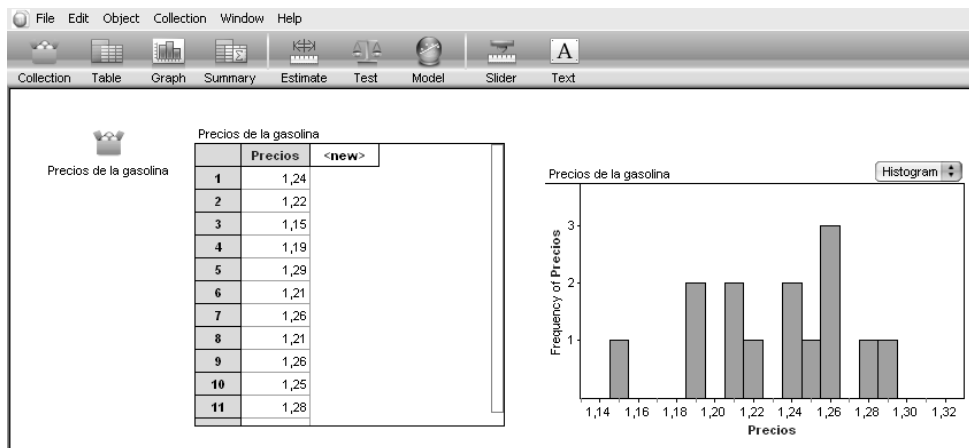 File Edit Object Collection Window Help
Σ A
Collection Table Graph Summary Estimate Test Model Slider Text
Precios de la gasolina
Precios de la gasolina
Precios <new>
1 1,24
2 1,22
3 1,15
4 1,19
5 1,29
6 1,21
7 1,26
8 1,21
9 1,26
10 1,25
11 1,28
Precios de la gasolina Histogram
Frequency of Precios
3
2
1
1,14 1,16 1,18 1,20 1,22 1,24 1,26 1,28 1,30 1,32
Precios